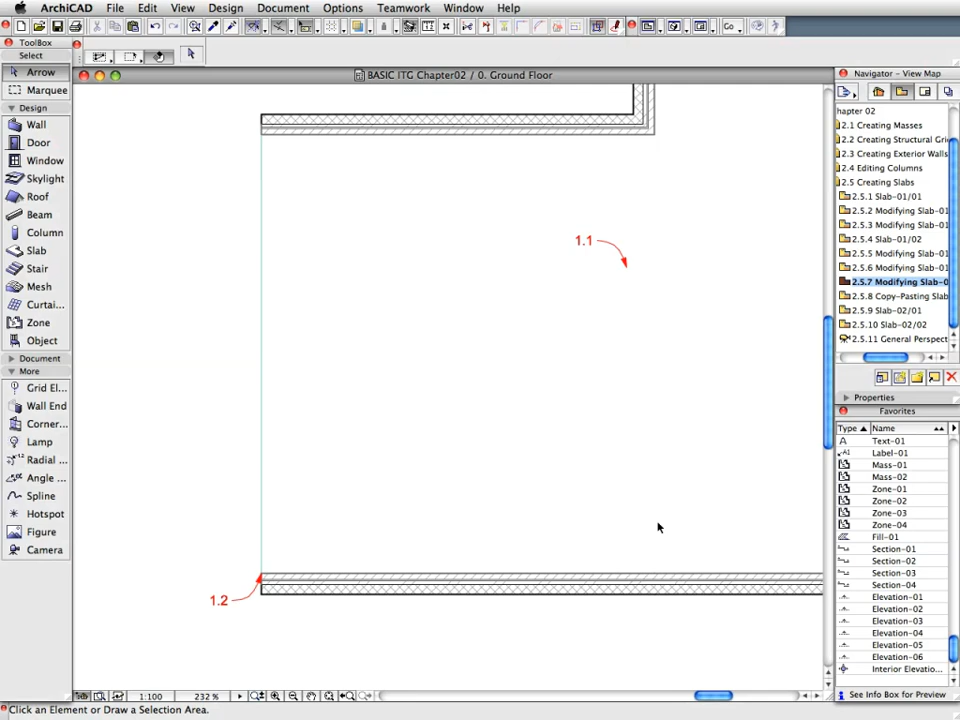 ArchiCAD File Edit View Design Document Options Teamwork Window Help
Go...
ToolBox
Select
Arrow
Marquee
Design
Wall
Door
Window
Skylight
Roof
Beam
Column
Slab
Stair
Mesh
Curtai...
Zone
Object
Document
More
Grid El...
Wall End
Corner...
Lamp
Radial ...
Angle ...
Spline
Hotspot
Figure
Camera
BASIC ITG Chapter02 / 0. Ground Floor
1.1
1.2
1:100
232 %
Click an Element or Draw a Selection Area.
Navigator - View Map
hapter 02
2.1 Creating Masses
2.2 Creating Structural Gri
2.3 Creating Exterior Walls
2.4 Editing Columns
2.5 Creating Slabs
2.5.1 Slab-01/01
2.5.2 Modifying Slab-01
2.5.3 Modifying Slab-01
2.5.4 Slab-01/02
2.5.5 Modifying Slab-01
2.5.6 Modifying Slab-01
2.5.7 Modifying Slab-0
2.5.8 Copy-Pasting Slab
2.5.9 Slab-02/01
2.5.10 Slab-02/02
2.5.11 General Perspect
Properties
Favorites
Type Name
Text-01
Label-01
Mass-01
Mass-02
Zone-01
Zone-02
Zone-03
Zone-04
Fill-01
Section-01
Section-02
Section-03
Section-04
Elevation-01
Elevation-02
Elevation-03
Elevation-04
Elevation-05
Elevation-06
Interior Elevatio...
See Info Box for Preview